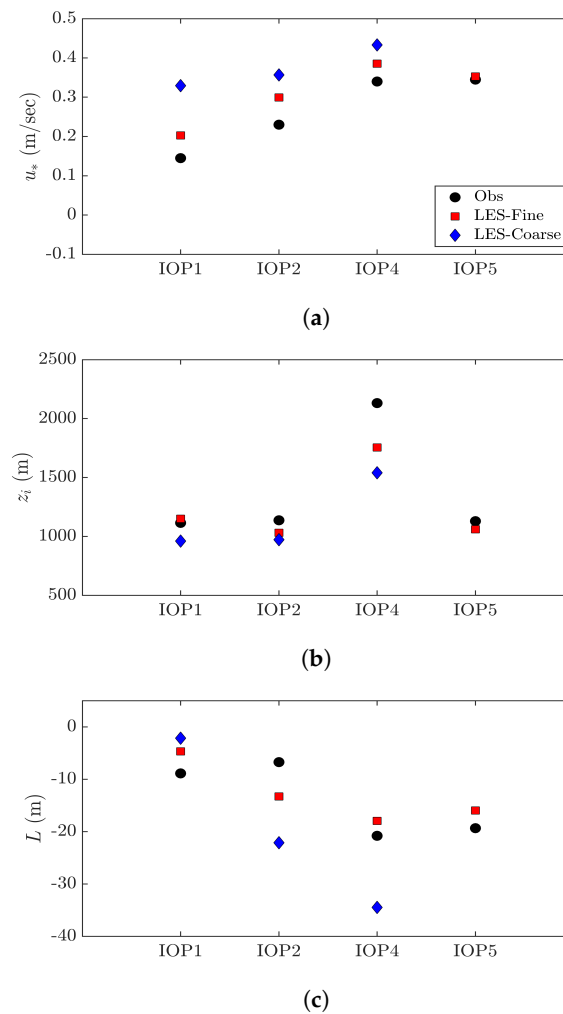 0.5
0.4
0.3
0.2
0.1
0
-0.1
u* (m/sec)
Obs
LES-Fine
LES-Coarse
IOP1 IOP2 IOP4 IOP5
(a)
2500
2000
1500
1000
500
zi (m)
IOP1 IOP2 IOP4 IOP5
(b)
0
-10
-20
-30
-40
L (m)
IOP1 IOP2 IOP4 IOP5
(c)